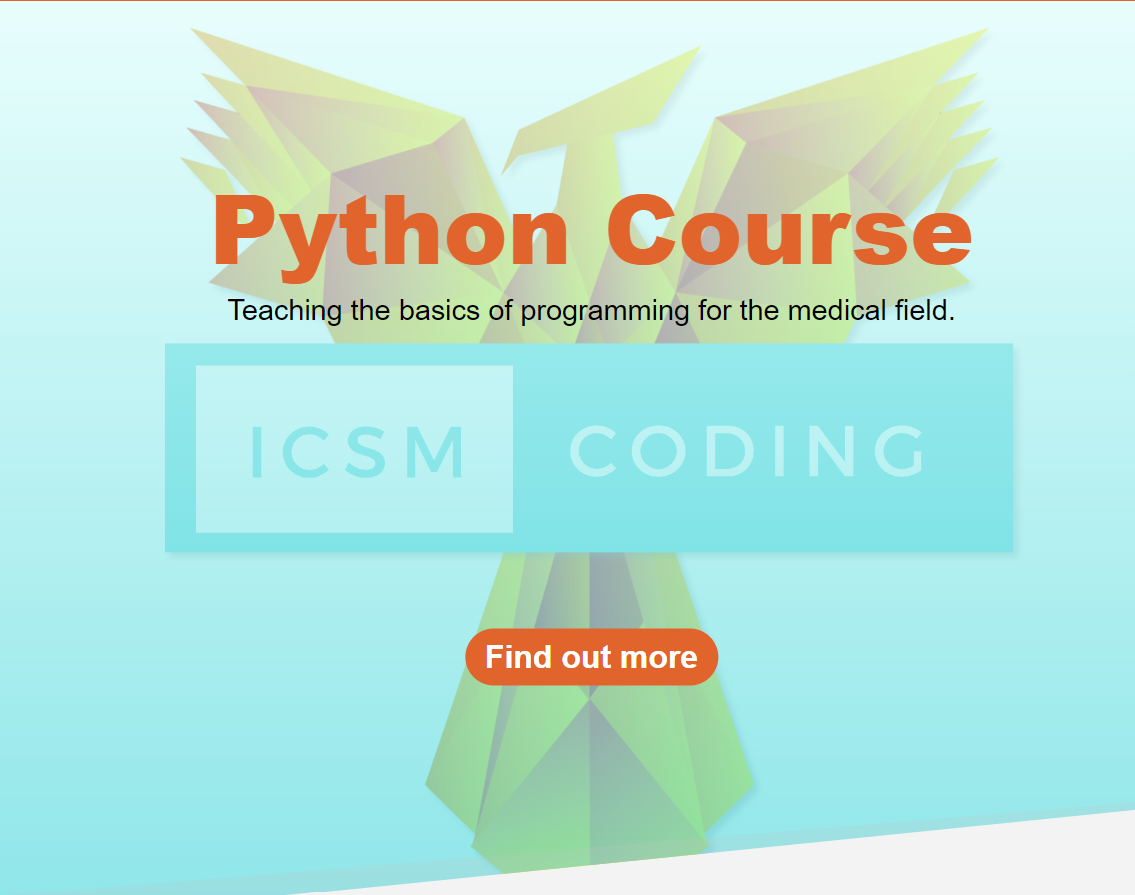 Python Course
Teaching the basics of programming for the medical field.
ICSM CODING
Find out more